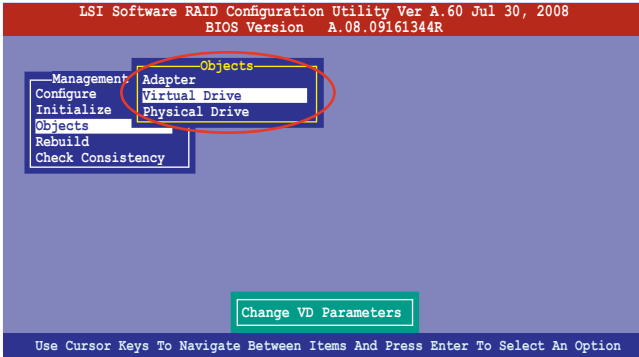 LSI Software RAID Configuration Utility Ver A.60 Jul 30, 2008
BIOS Version A.08.09161344R
Management
Configure
Initialize
Objects
Rebuild
Check Consistency
Objects
Adapter
Virtual Drive
Physical Drive
Change VD Parameters
Use Cursor Keys To Navigate Between Items And Press Enter To Select An Option